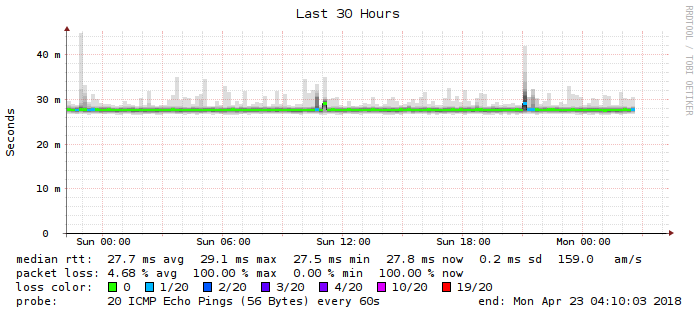 Last 30 Hours
RRDTOOL / TOBI OETIKER
Seconds
40 m
30 m
20 m
10 m
0
Sun 00:00 Sun 06:00 Sun 12:00 Sun 18:00 Mon 00:00
median rtt: 27.7 ms avg 29.1 ms max 27.5 ms min 27.8 ms now 0.2 ms sd 159.0 am/s
packet loss: 4.68 % avg 100.00 % max 0.00 % min 100.00 % now
loss color: 0 1/20 2/20 3/20 4/20 10/20 19/20
probe: 20 ICMP Echo Pings (56 Bytes) every 60s end: Mon Apr 23 04:10:03 2018